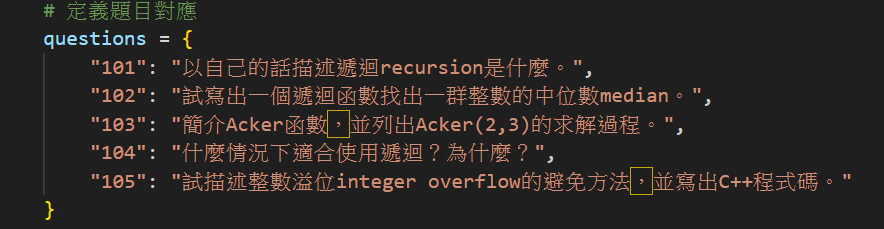 # 定義題目對應
questions = {
"101": "以自己的話描述遞迴recursion是什麼。",
"102": "試寫出一個遞迴函數找出一群整數的中位數median。",
"103": "簡介Acker函數，並列出Acker(2,3)的求解過程。",
"104": "什麼情況下適合使用遞迴？為什麼？",
"105": "試描述整數溢位integer overflow的避免方法，並寫出C++程式碼。"
}